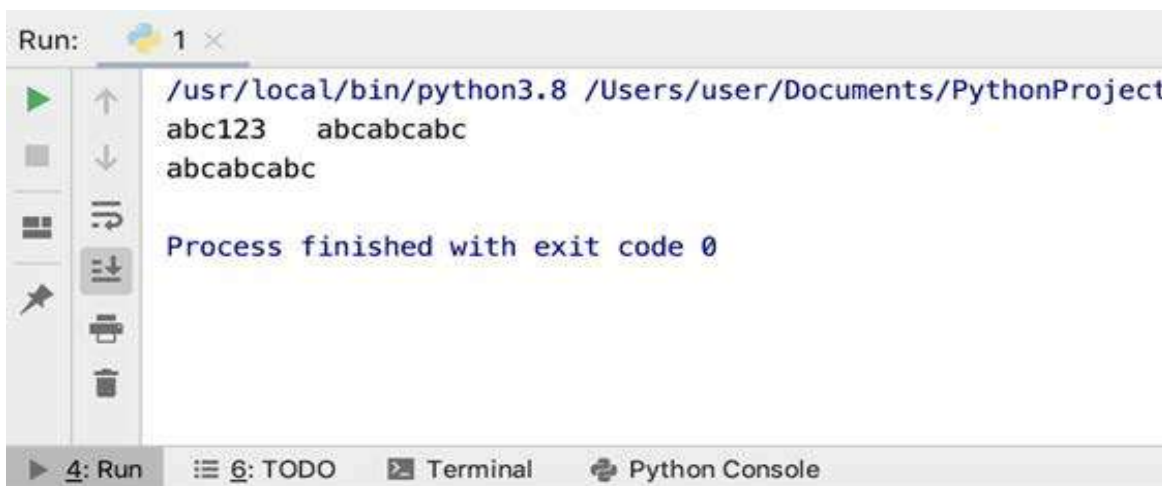 Run: 1
/usr/local/bin/python3.8 /Users/user/Documents/PythonProject
abc123   abcabcabc
abcabcabc
Process finished with exit code 0
4: Run 6: TODO Terminal Python Console